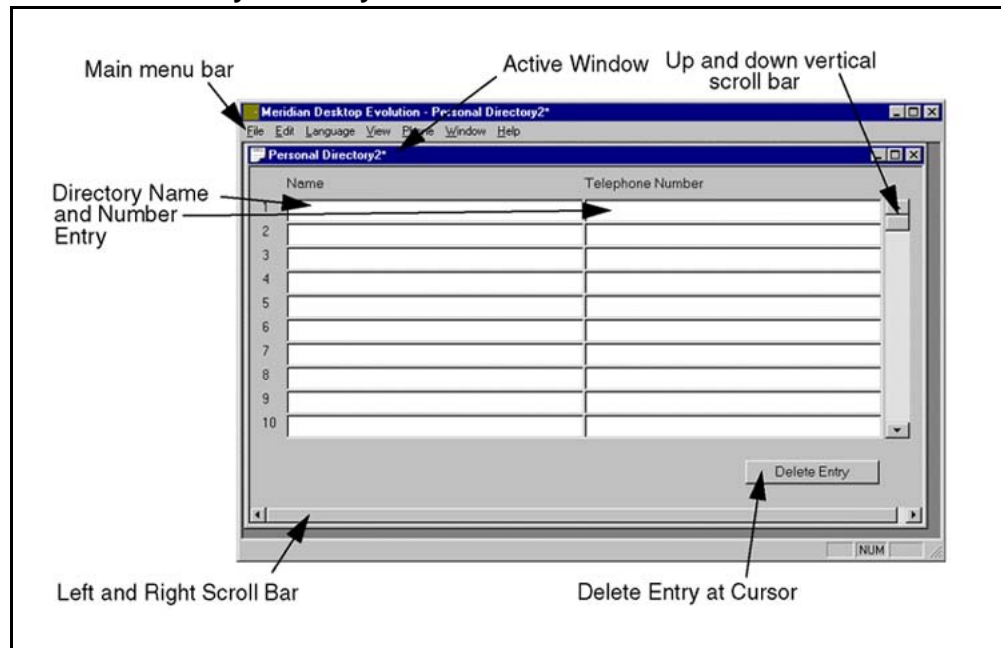 Main menu bar
Active Window
Up and down vertical
scroll bar
Meridian Desktop Evolution - Personal Directory2*
File Edit Language View Phone Window Help
Personal Directory2*
Name Telephone Number
Directory Name
and Number
Entry
1
2
3
4
5
6
7
8
9
10
Delete Entry
NUM
Left and Right Scroll Bar
Delete Entry at Cursor